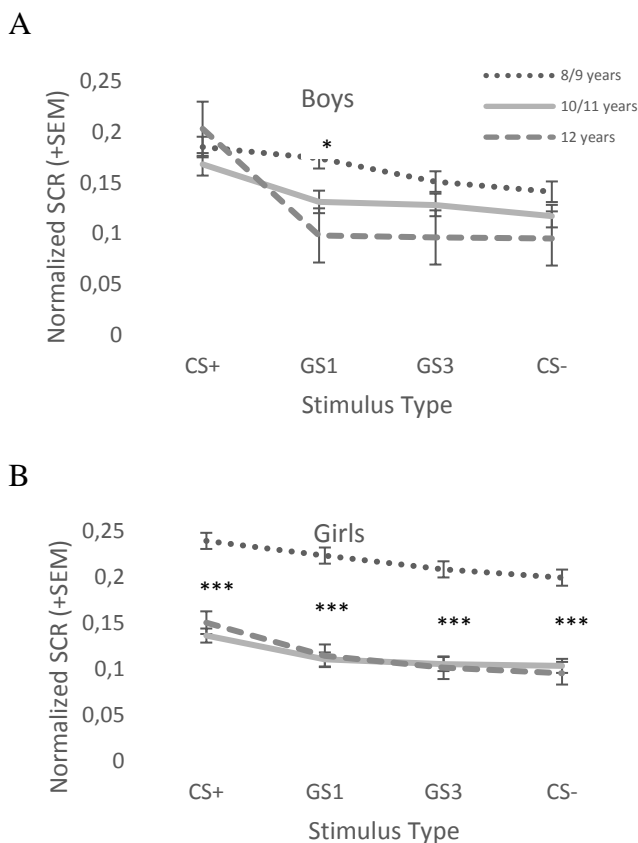 A
Boys
8/9 years
10/11 years
12 years
Normalized SCR (+SEM)
0,25
0,2
0,15
0,1
0,05
0
*
CS+ GS1 GS3 CS-
Stimulus Type
B
Girls
Normalized SCR (+SEM)
0,25
0,2
0,15
0,1
0,05
0
*** *** *** ***
CS+ GS1 GS3 CS-
Stimulus Type